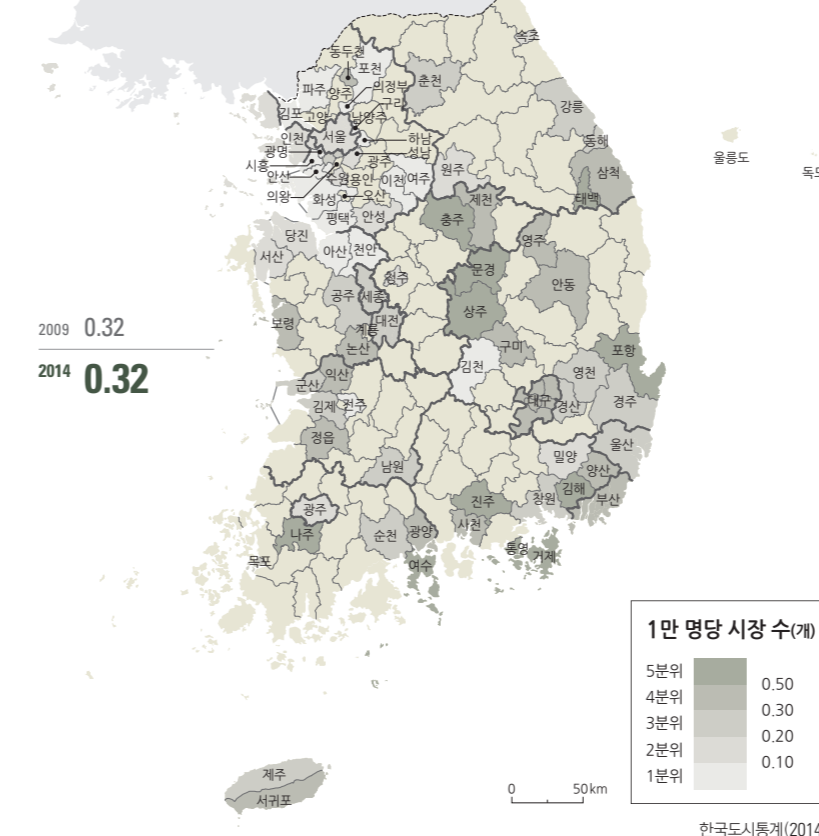 속초
동두천
포천
파주
양주
의정부
춘천
구리
강릉
김포
고양
남양주
인천
서울
하남
동해
광명
성남
울릉도
시흥
광주
원주
삼척
안산
수원
용인
이천
여주
의왕
화성
오산
제천
태백
평택
안성
충주
당진
영주
서산
아산
천안
문경
청주
안동
공주
세종
상주
보령
대전
2009 0.32
계룡
논산
구미
포항
2014 0.32
김천
익산
영천
군산
대구
경산
경주
김제
전주
정읍
울산
밀양
남원
양산
김해
진주
창원
부산
광주
사천
나주
순천
광양
통영
거제
목포
여수
1만 명당 시장 수(개)
5분위
0.50
4분위
0.30
3분위
0.20
2분위
0.10
1분위
제주
서귀포
0 50km
한국도시통계(2014